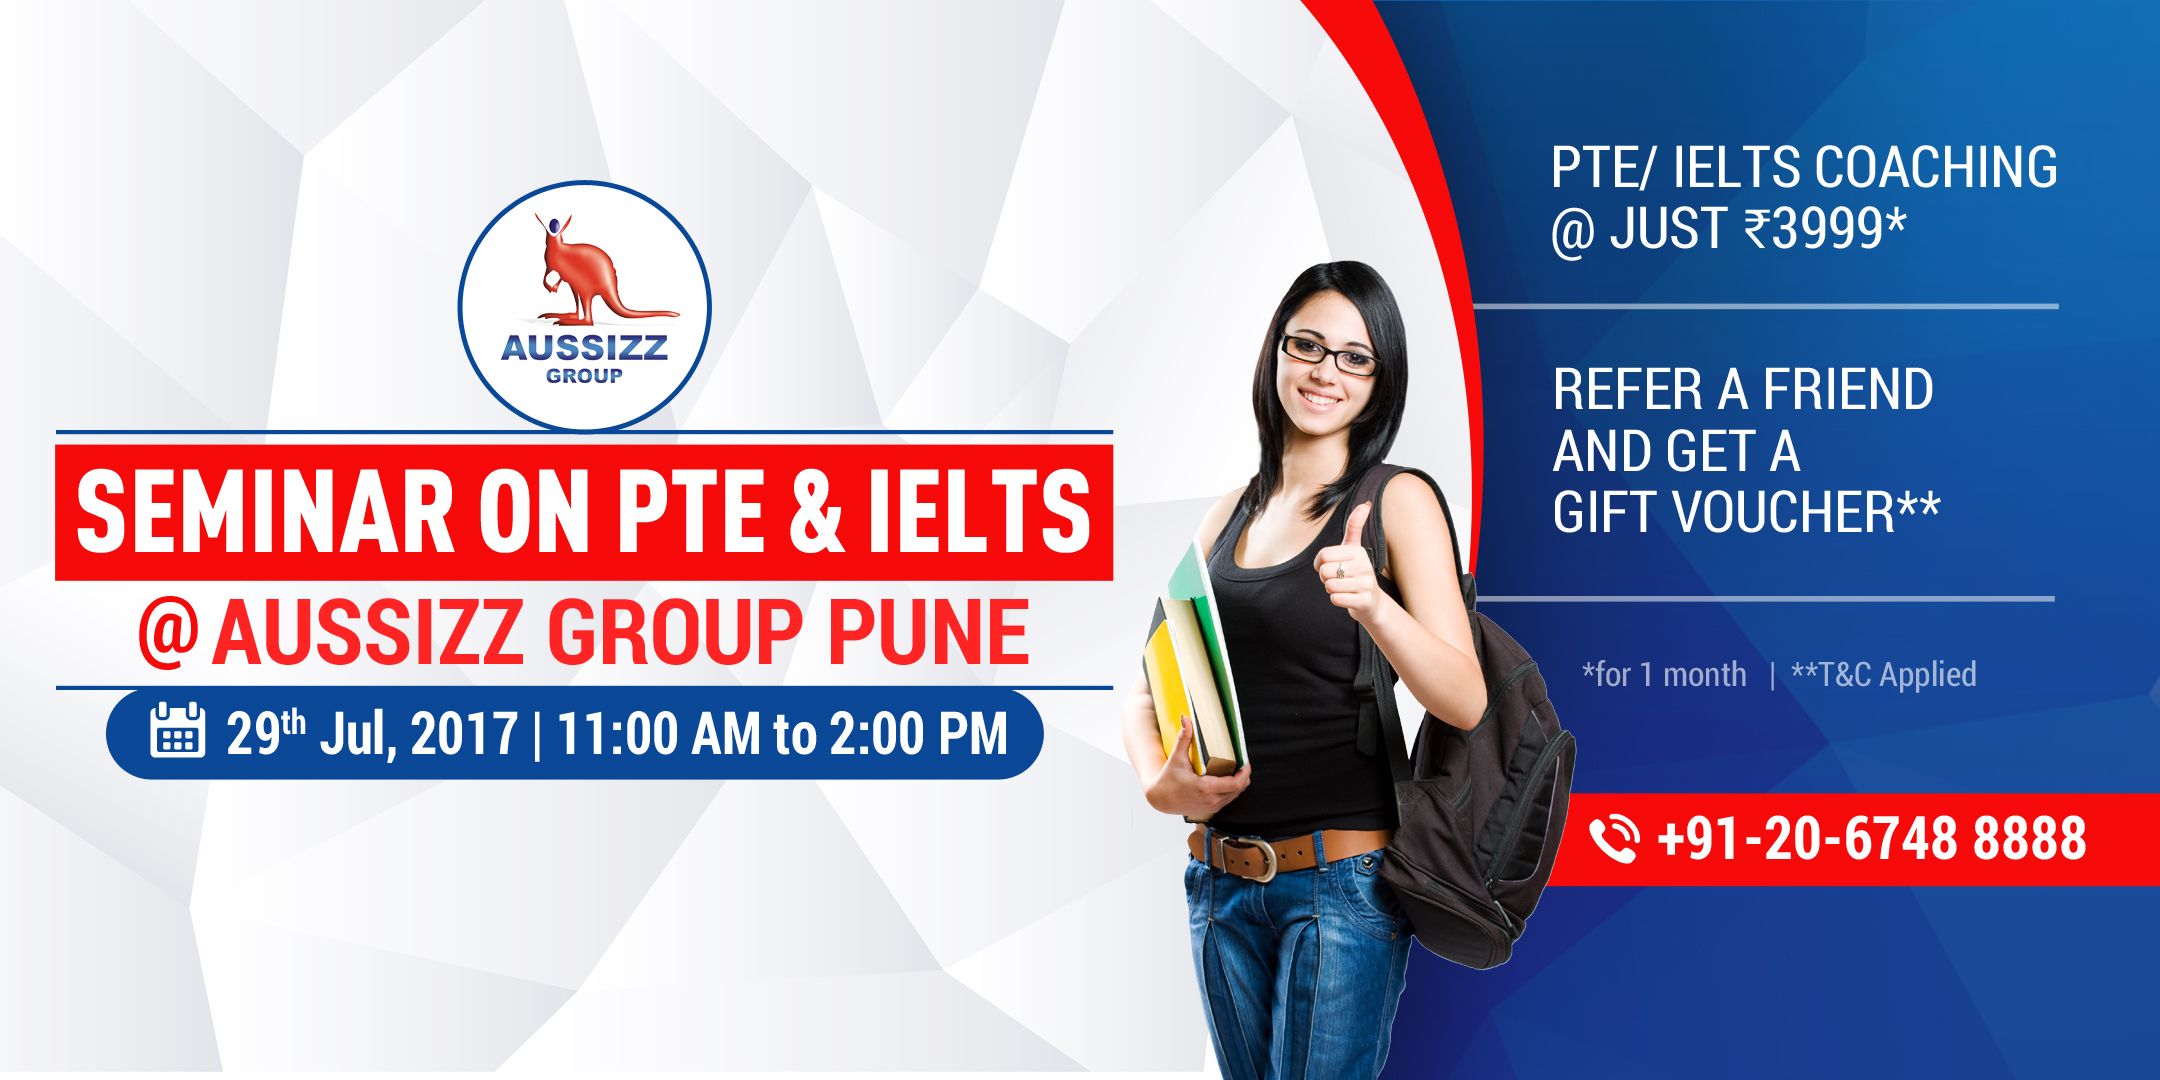 AUSSIZZ
GROUP
SEMINAR ON PTE & IELTS
@ AUSSIZZ GROUP PUNE
29th Jul, 2017 | 11:00 AM to 2:00 PM
PTE/ IELTS COACHING
@ JUST ₹3999*
REFER A FRIEND
AND GET A
GIFT VOUCHER**
*for 1 month | **T&C Applied
+91-20-6748 8888